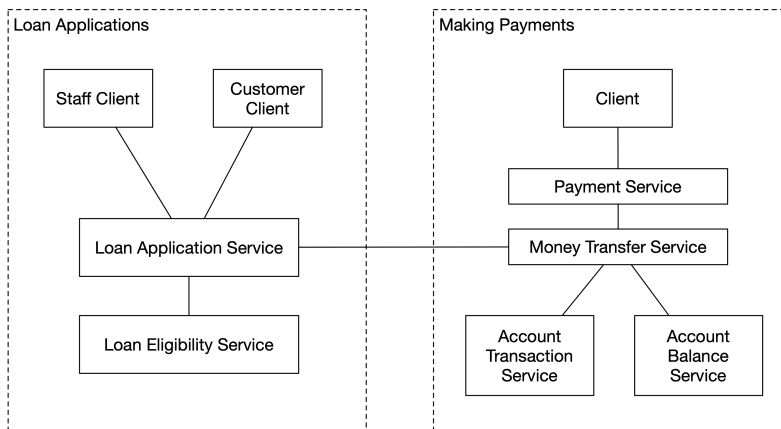 Loan Applications
Staff Client
Customer
Client
Loan Application Service
Loan Eligibility Service
Making Payments
Client
Payment Service
Money Transfer Service
Account
Transaction
Service
Account
Balance
Service